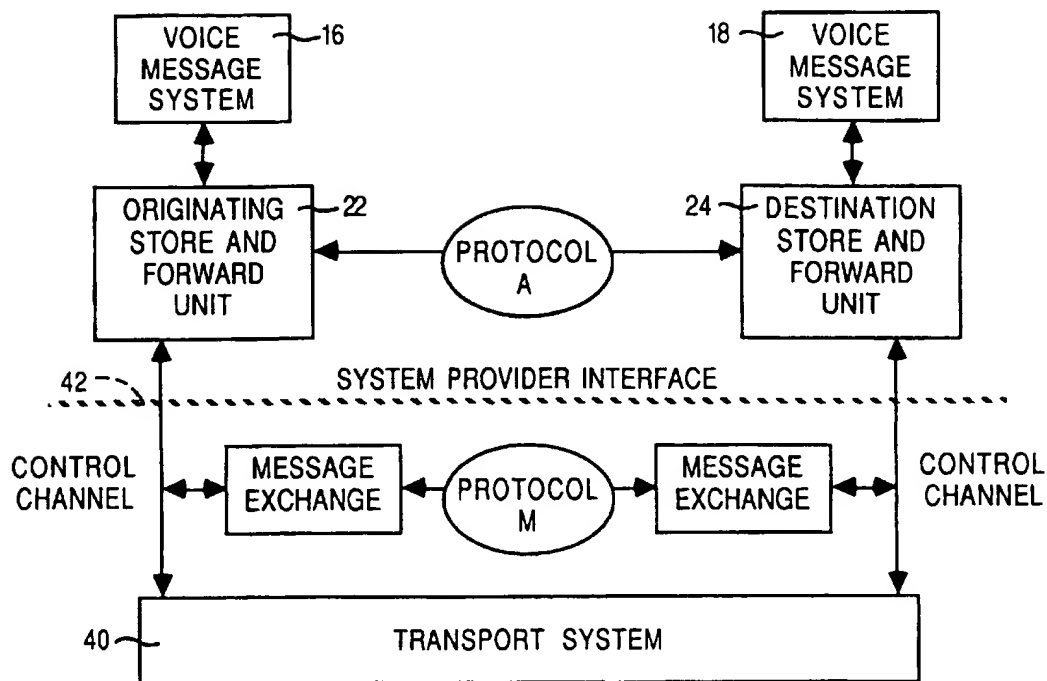 VOICE MESSAGE SYSTEM
16
18
VOICE MESSAGE SYSTEM
ORIGINATING STORE AND FORWARD UNIT
22
PROTOCOL A
24
DESTINATION STORE AND FORWARD UNIT
42
SYSTEM PROVIDER INTERFACE
CONTROL CHANNEL
MESSAGE EXCHANGE
PROTOCOL M
MESSAGE EXCHANGE
CONTROL CHANNEL
40
TRANSPORT SYSTEM